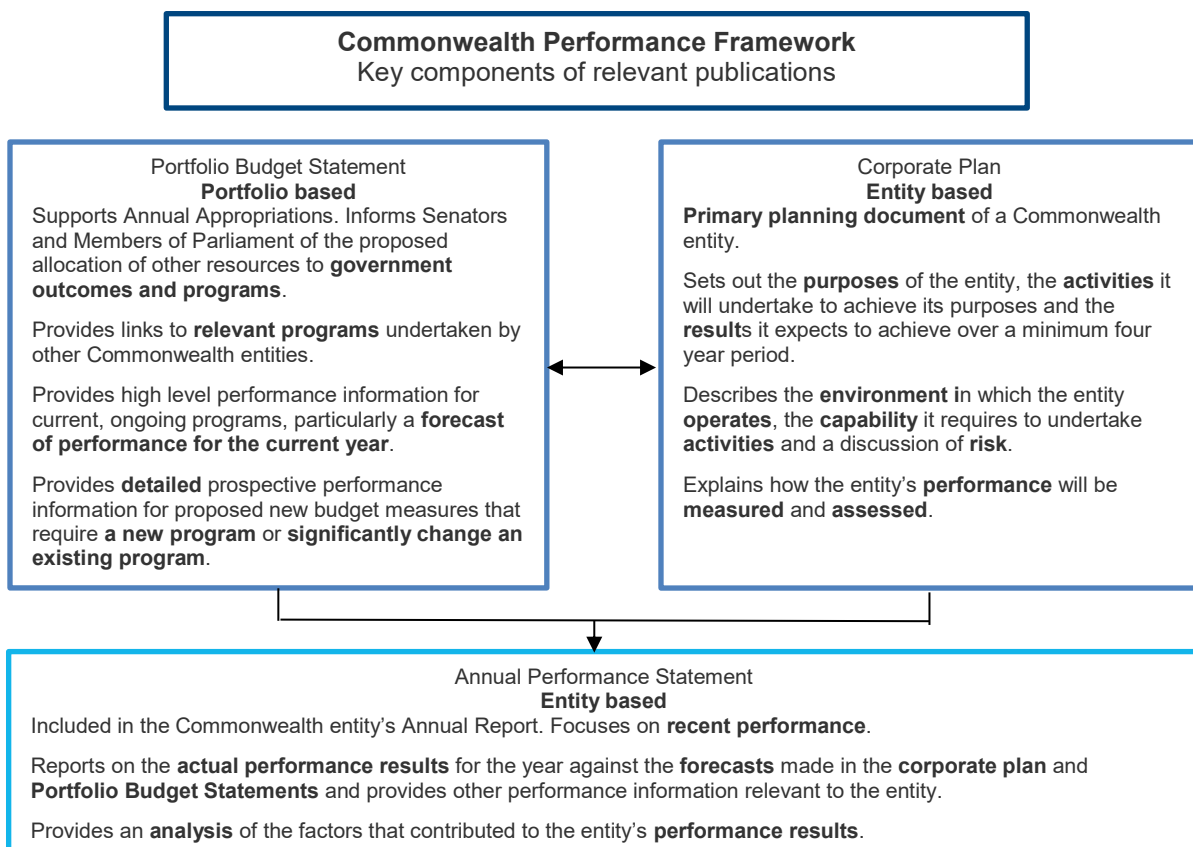 Commonwealth Performance Framework
Key components of relevant publications
Portfolio Budget Statement
Portfolio based
Supports Annual Appropriations. Informs Senators
and Members of Parliament of the proposed
allocation of other resources to government
outcomes and programs.
Provides links to relevant programs undertaken by
other Commonwealth entities.
Provides high level performance information for
current, ongoing programs, particularly a forecast
of performance for the current year.
Provides detailed prospective performance
information for proposed new budget measures that
require a new program or significantly change an
existing program.
Corporate Plan
Entity based
Primary planning document of a Commonwealth
entity.
Sets out the purposes of the entity, the activities it
will undertake to achieve its purposes and the
results it expects to achieve over a minimum four
year period.
Describes the environment in which the entity
operates, the capability it requires to undertake
activities and a discussion of risk.
Explains how the entity's performance will be
measured and assessed.
Annual Performance Statement
Entity based
Included in the Commonwealth entity's Annual Report. Focuses on recent performance.
Reports on the actual performance results for the year against the forecasts made in the corporate plan and
Portfolio Budget Statements and provides other performance information relevant to the entity.
Provides an analysis of the factors that contributed to the entity's performance results.